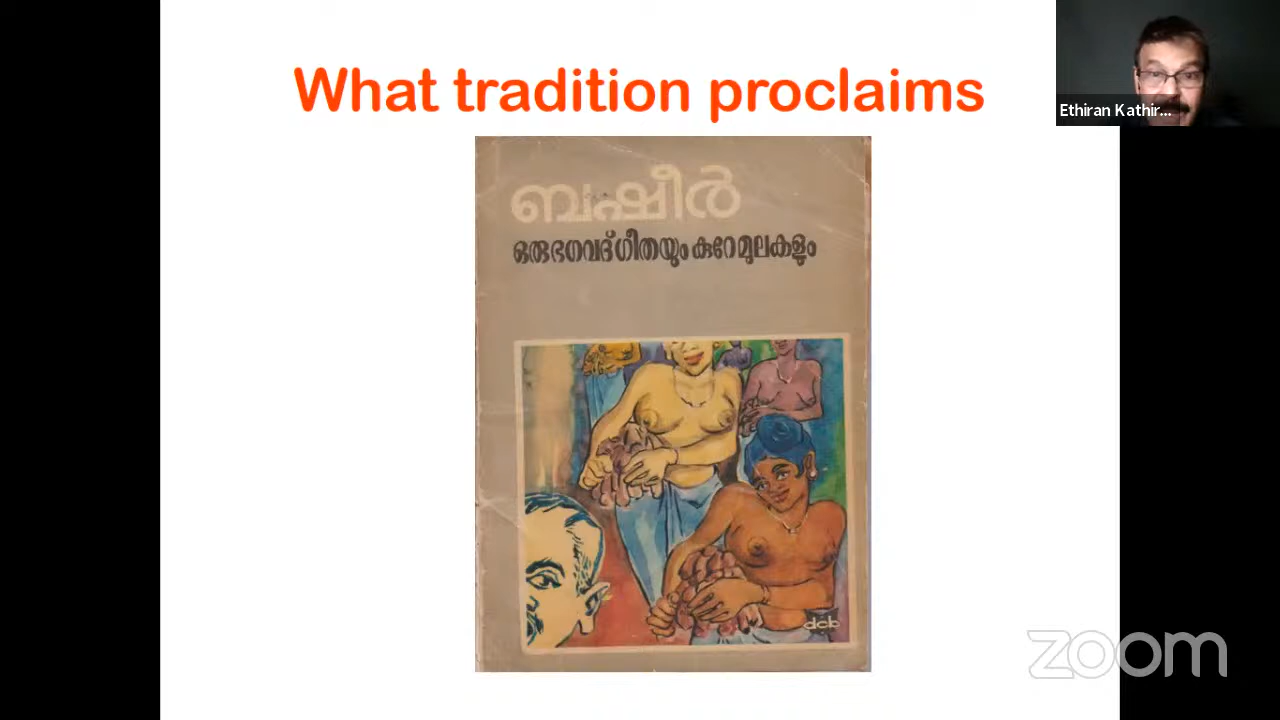 What tradition proclaims
Ethiran Kathir...
ബഷീർ
ഒരു ഭഗവദ്ഗീതയും കുറേ മുലകളും
dcb
zoom